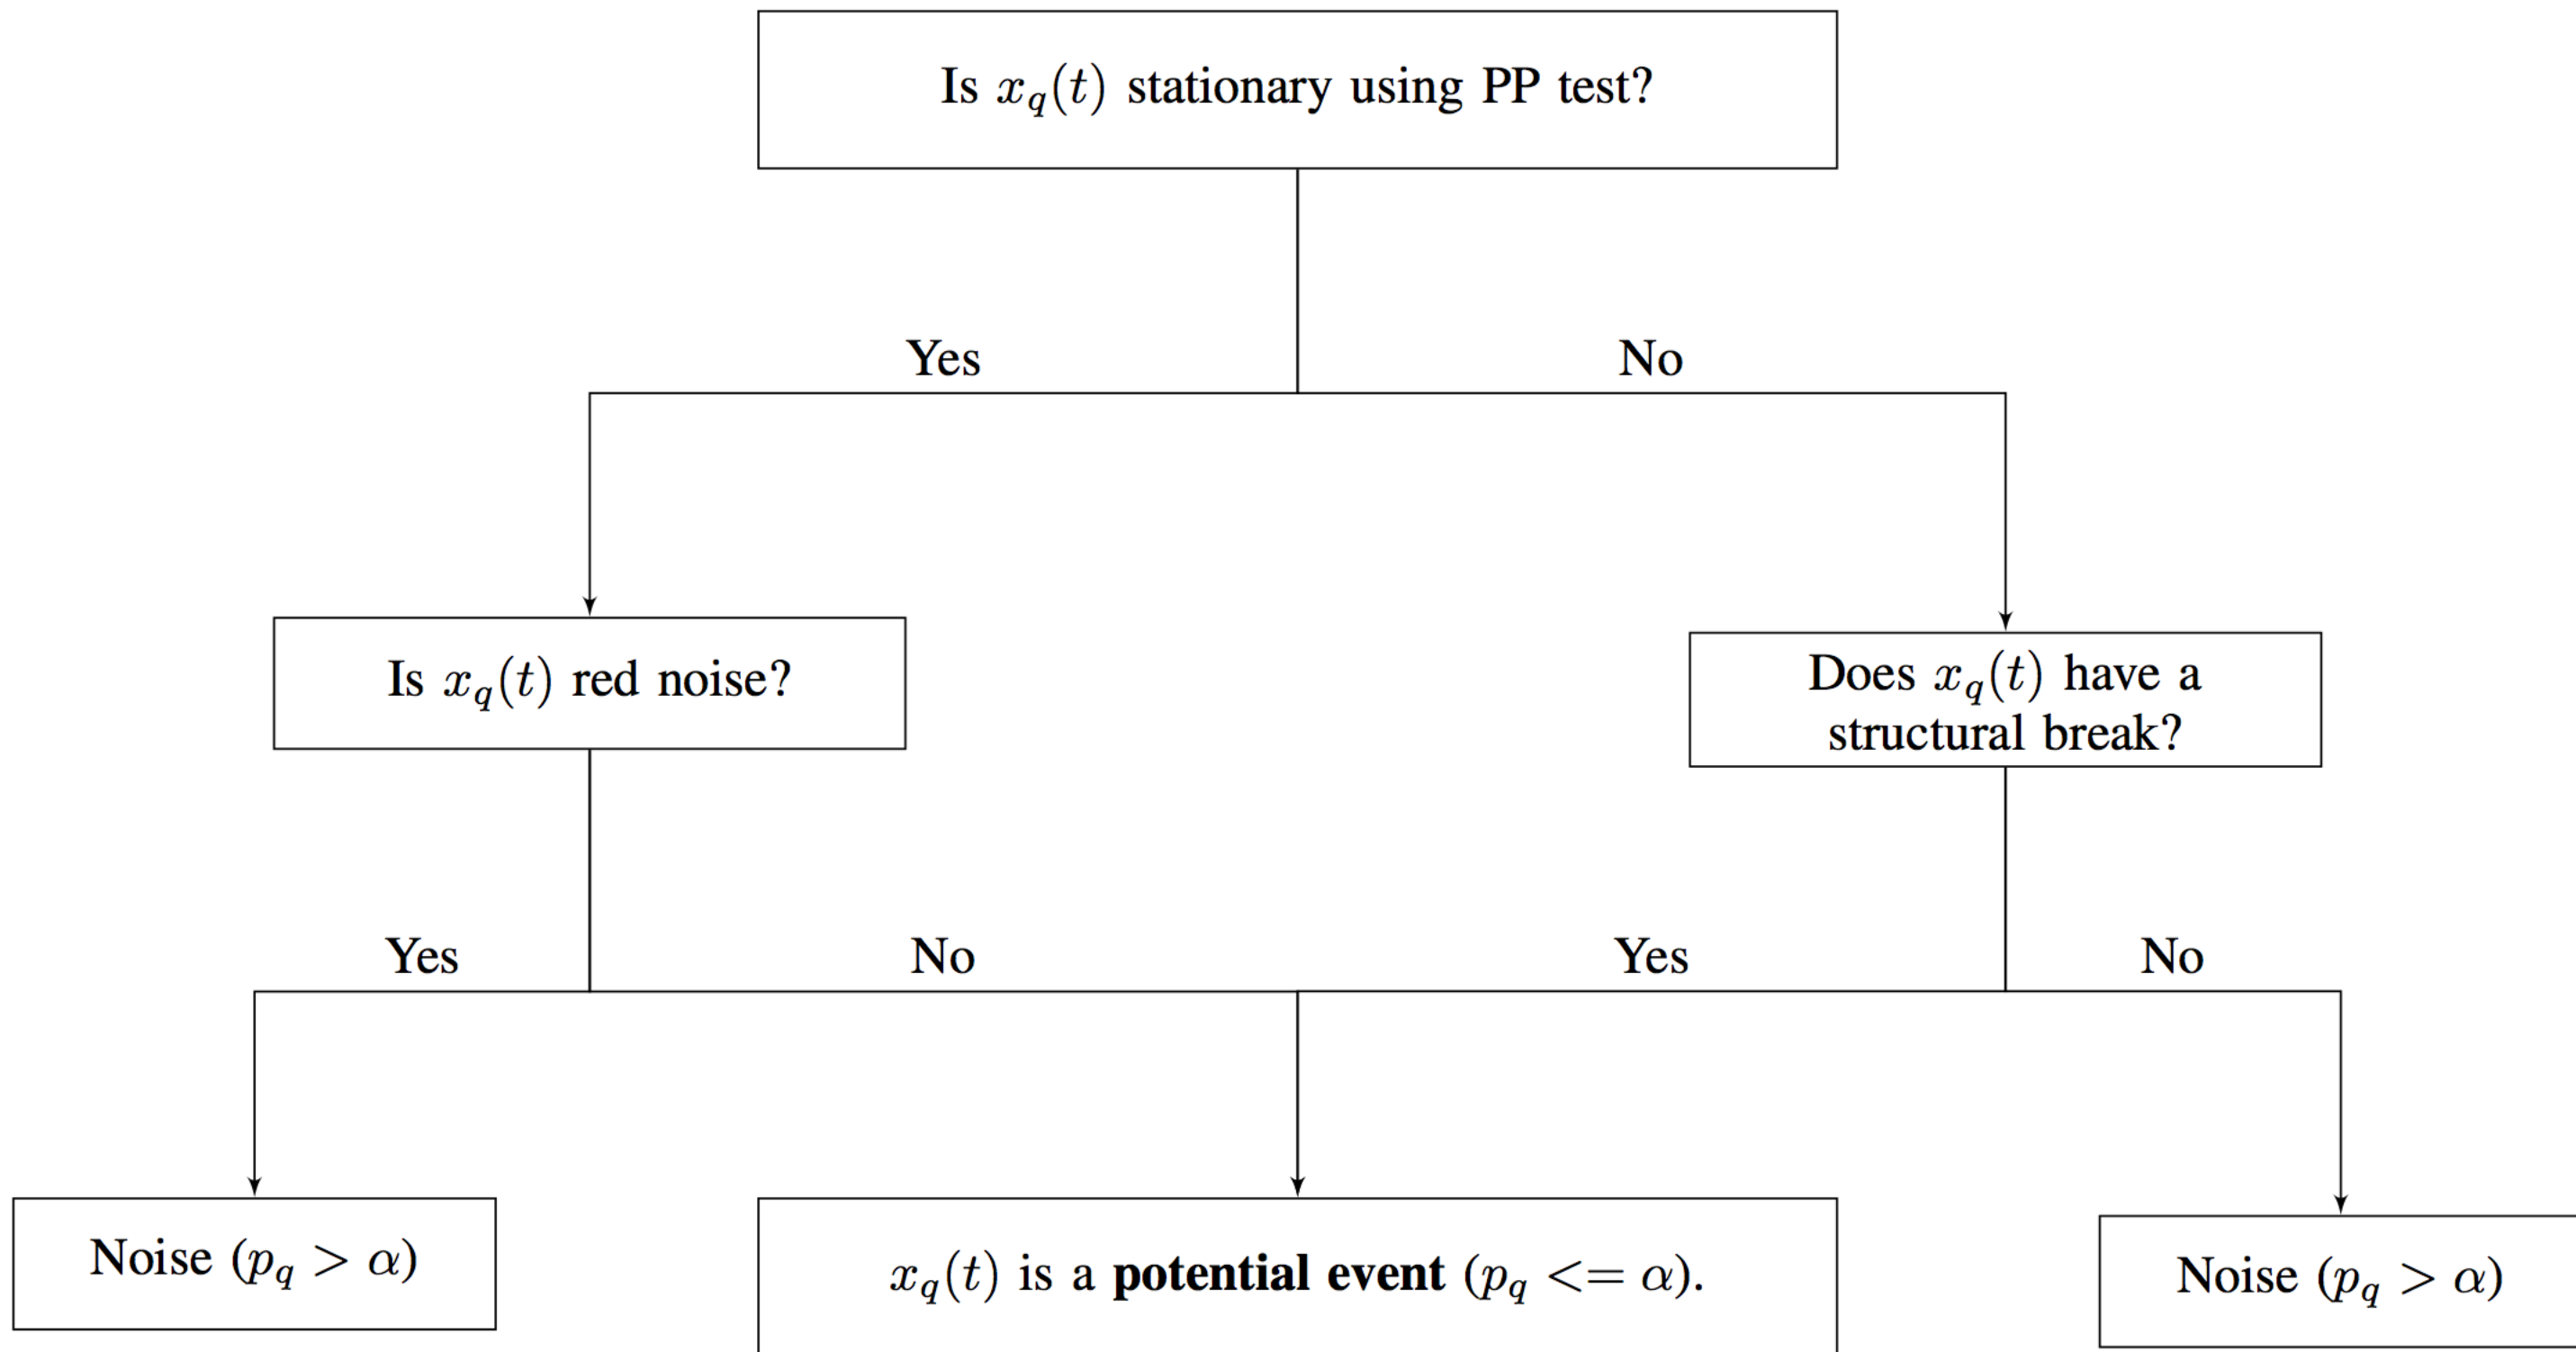 Is x_q(t) stationary using PP test?
Yes
No
Is x_q(t) red noise?
Does x_q(t) have a
structural break?
Yes
No
Yes
No
Noise (p_q > α)
x_q(t) is a potential event (p_q <= α).
Noise (p_q > α)